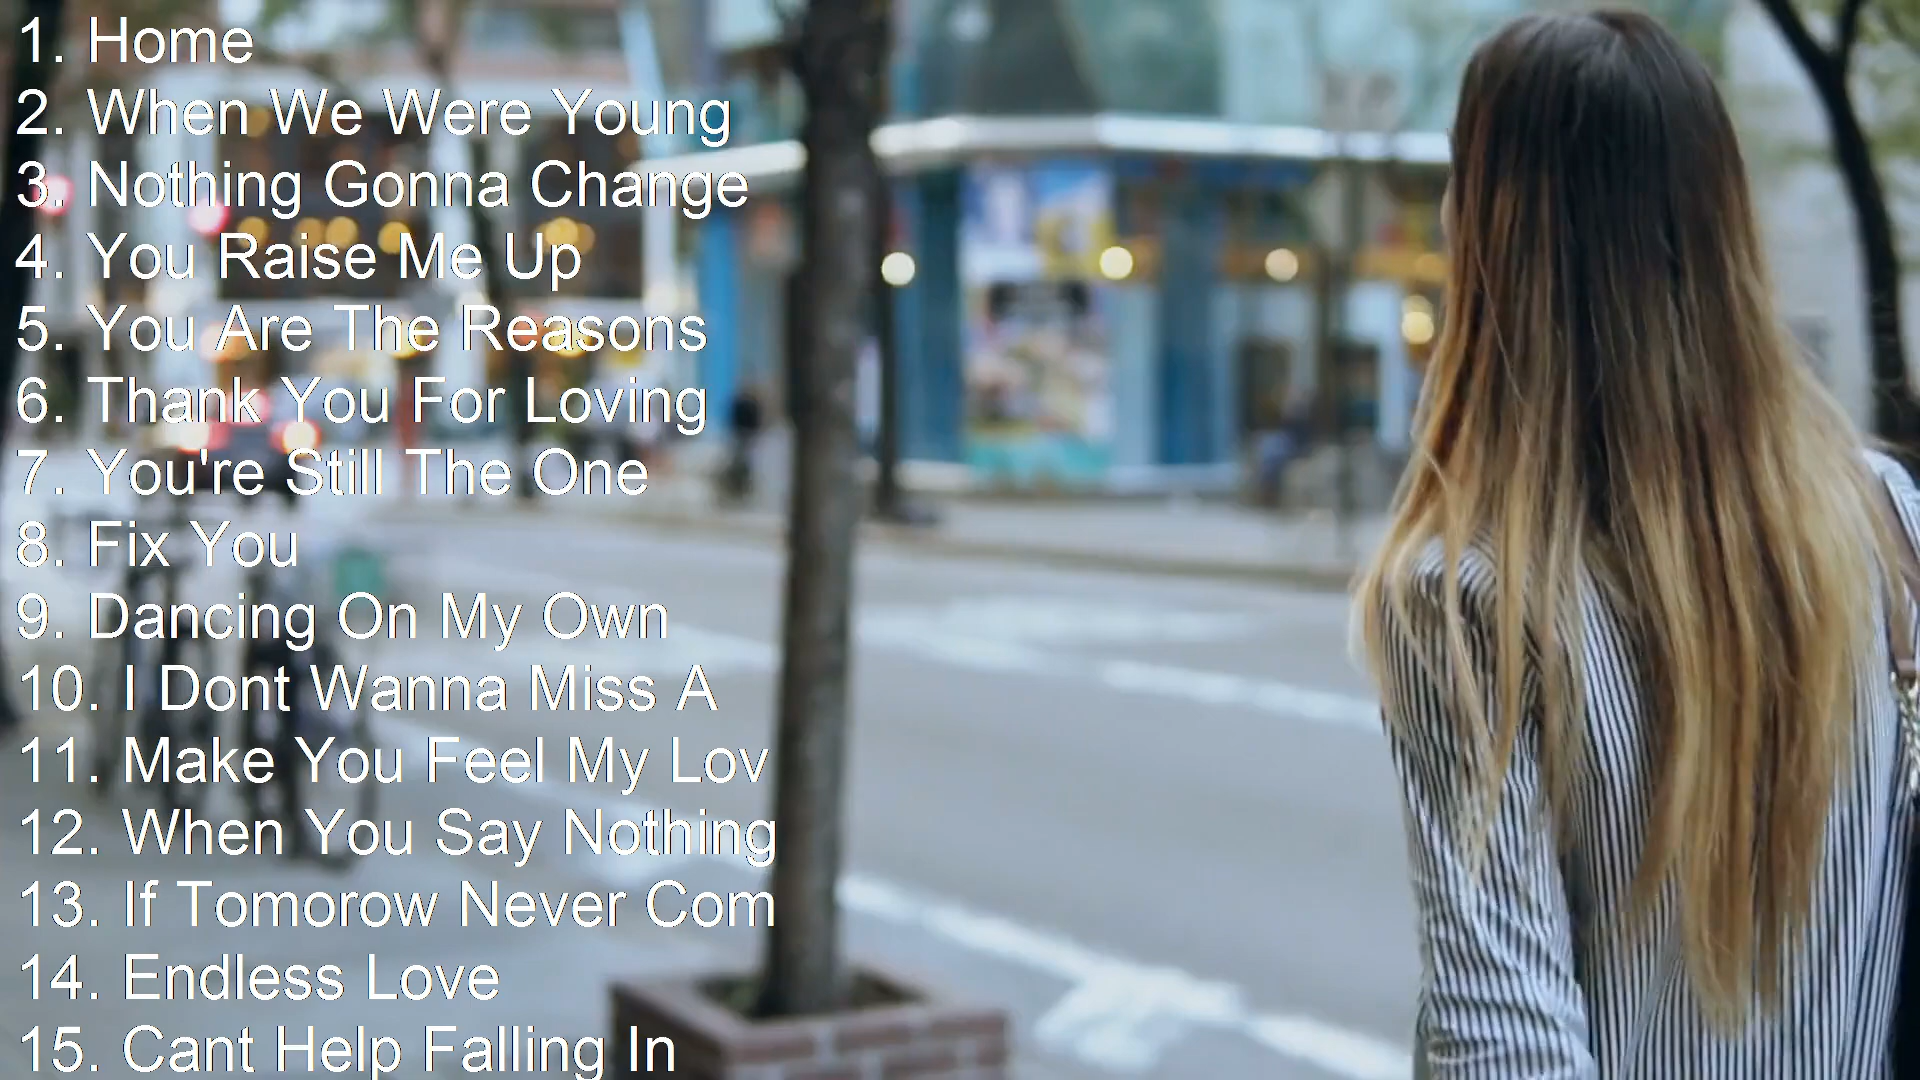 1. Home
2. When We Were Young
3. Nothing Gonna Change
4. You Raise Me Up
5. You Are The Reasons
6. Thank You For Loving
7. You're Still The One
8. Fix You
9. Dancing On My Own
10. I Dont Wanna Miss A
11. Make You Feel My Lov
12. When You Say Nothing
13. If Tomorow Never Com
14. Endless Love
15. Cant Help Falling In